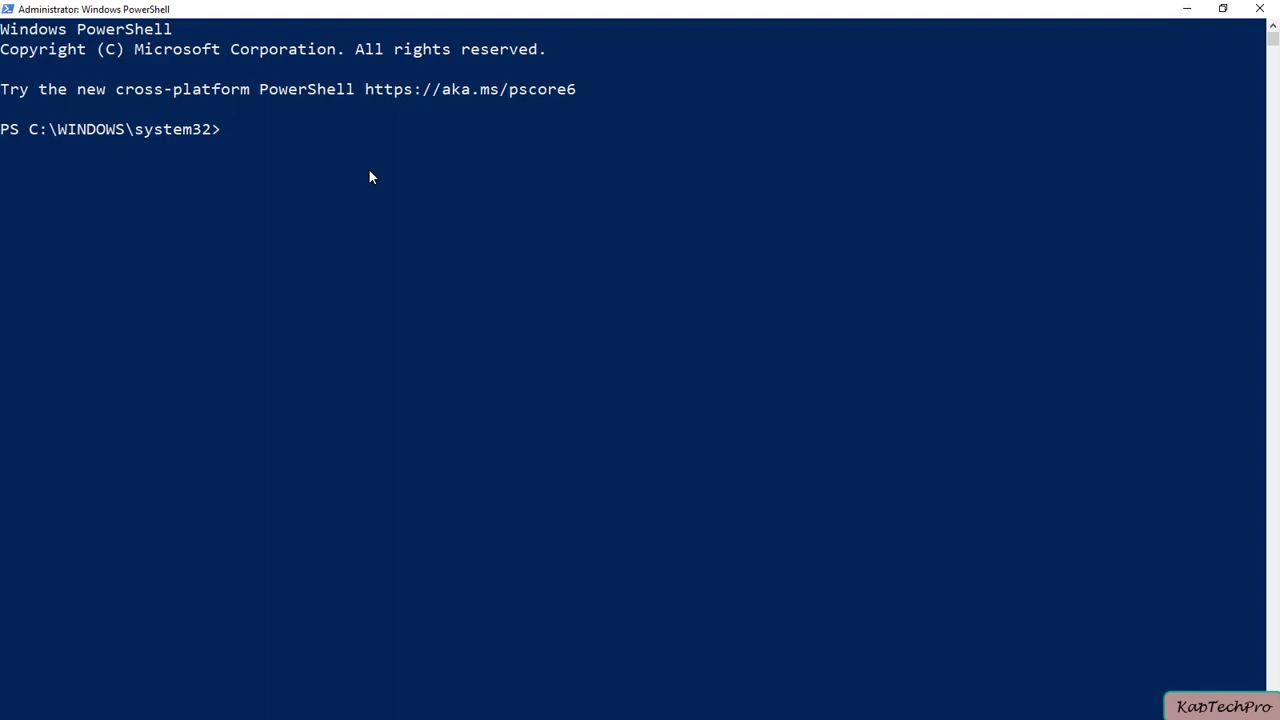 Administrator: Windows PowerShell
Windows PowerShell
Copyright (C) Microsoft Corporation. All rights reserved.
Try the new cross-platform PowerShell https://aka.ms/pscore6
PS C:\WINDOWS\system32>
KapTechPro